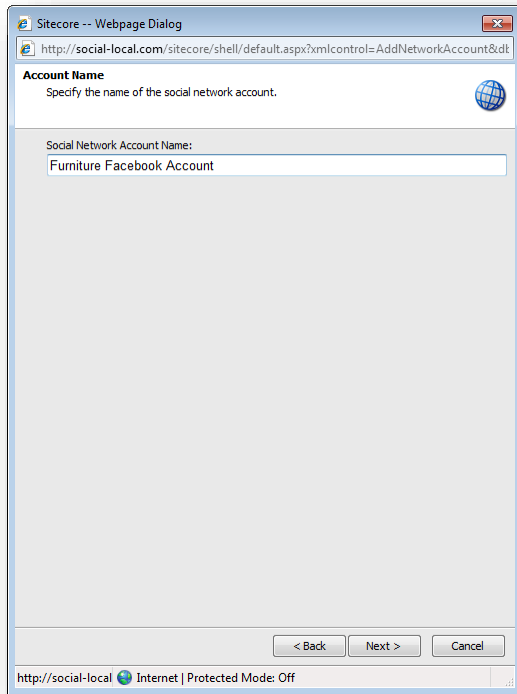 Sitecore -- Webpage Dialog
http://social-local.com/sitecore/shell/default.aspx?xmlcontrol=AddNetworkAccount&db
Account Name
Specify the name of the social network account.
Social Network Account Name:
Furniture Facebook Account
< Back Next > Cancel
http://social-local Internet | Protected Mode: Off